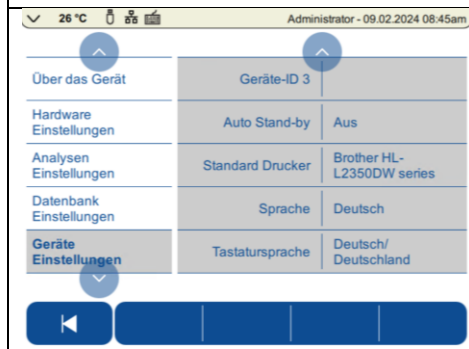 26 °C
Administrator - 09.02.2024 08:45am
Über das Gerät
Hardware
Einstellungen
Analysen
Einstellungen
Datenbank
Einstellungen
Geräte
Einstellungen
Geräte-ID 3
Auto Stand-by Aus
Standard Drucker Brother HL-
L2350DW series
Sprache Deutsch
Tastatursprache Deutsch/
Deutschland